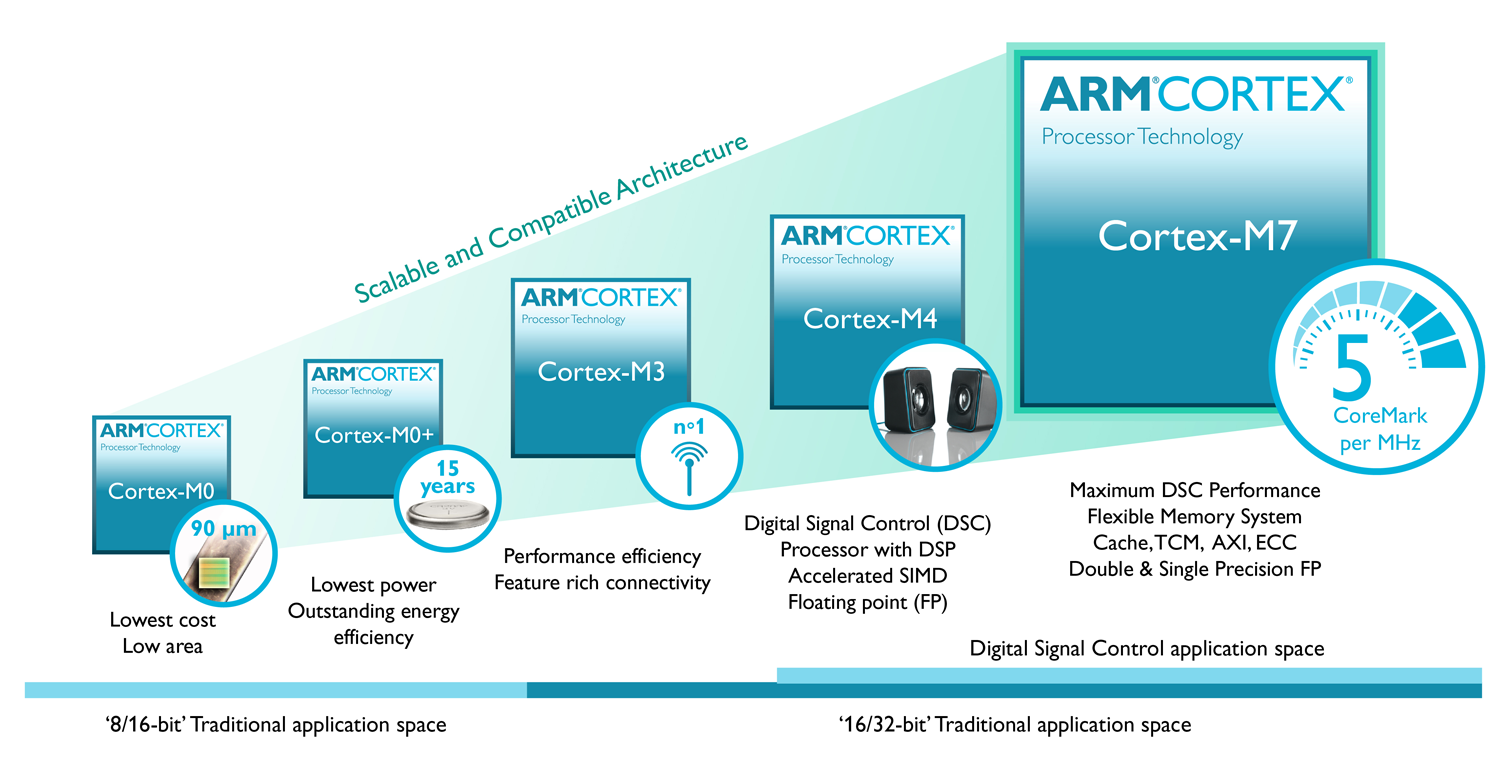 Scalable and Compatible Architecture
ARM®CORTEX®
Processor Technology
Cortex-M0
90 µm
Lowest cost
Low area
ARM®CORTEX®
Processor Technology
Cortex-M0+
15
years
Lowest power
Outstanding energy
efficiency
ARM®CORTEX®
Processor Technology
Cortex-M3
n°1
Performance efficiency
Feature rich connectivity
ARM®CORTEX®
Processor Technology
Cortex-M4
Digital Signal Control (DSC)
Processor with DSP
Accelerated SIMD
Floating point (FP)
ARM®CORTEX®
Processor Technology
Cortex-M7
5
CoreMark
per MHz
Maximum DSC Performance
Flexible Memory System
Cache, TCM, AXI, ECC
Double & Single Precision FP
Digital Signal Control application space
‘8/16-bit’ Traditional application space
‘16/32-bit’ Traditional application space